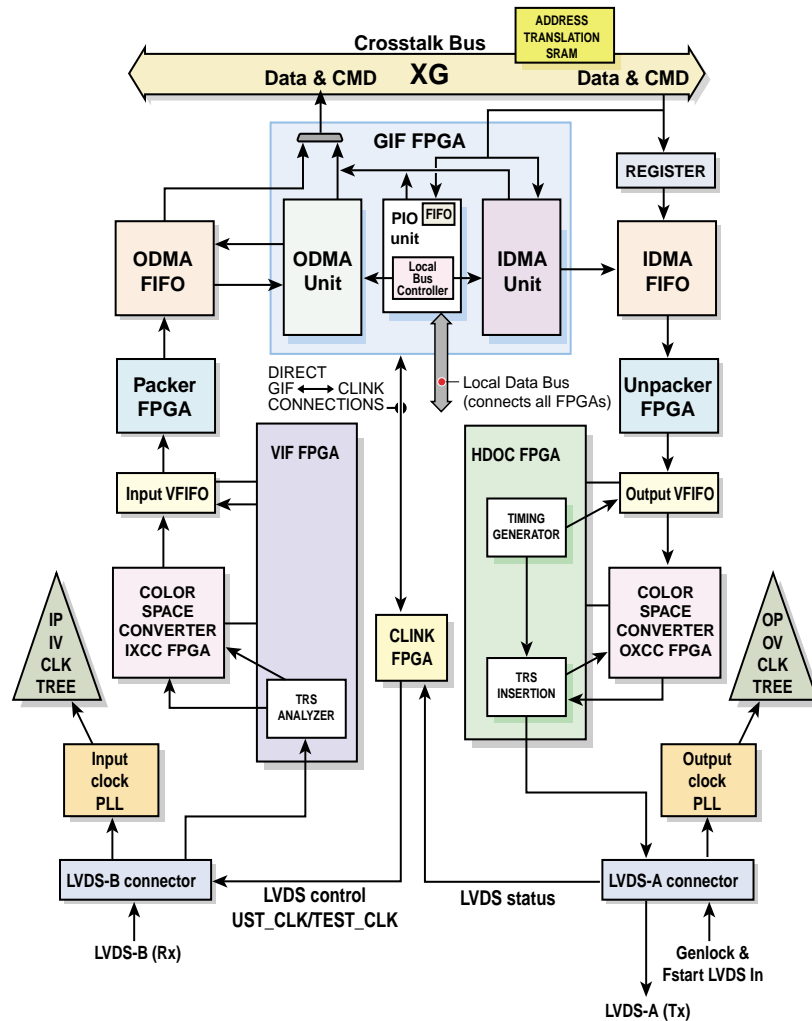 ADDRESS
TRANSLATION
SRAM
Crosstalk Bus
XG
Data & CMD
Data & CMD
GIF FPGA
REGISTER
FIFO
PIO
unit
ODMA
FIFO
ODMA
Unit
Local
Bus
Controller
IDMA
Unit
IDMA
FIFO
DIRECT
GIF CLINK
CONNECTIONS
Local Data Bus
(connects all FPGAs)
Packer
FPGA
Unpacker
FPGA
VIF FPGA
HDOC FPGA
Input VFIFO
Output VFIFO
TIMING
GENERATOR
COLOR
SPACE
CONVERTER
IXCC FPGA
COLOR
SPACE
CONVERTER
OXCC FPGA
IP
IV
CLK
TREE
CLINK
FPGA
OP
OV
CLK
TREE
TRS
ANALYZER
TRS
INSERTION
Input
clock
PLL
Output
clock
PLL
LVDS-B connector
LVDS control
UST_CLK/TEST_CLK
LVDS status
LVDS-A connector
LVDS-B (Rx)
Genlock &
Fstart LVDS In
LVDS-A (Tx)